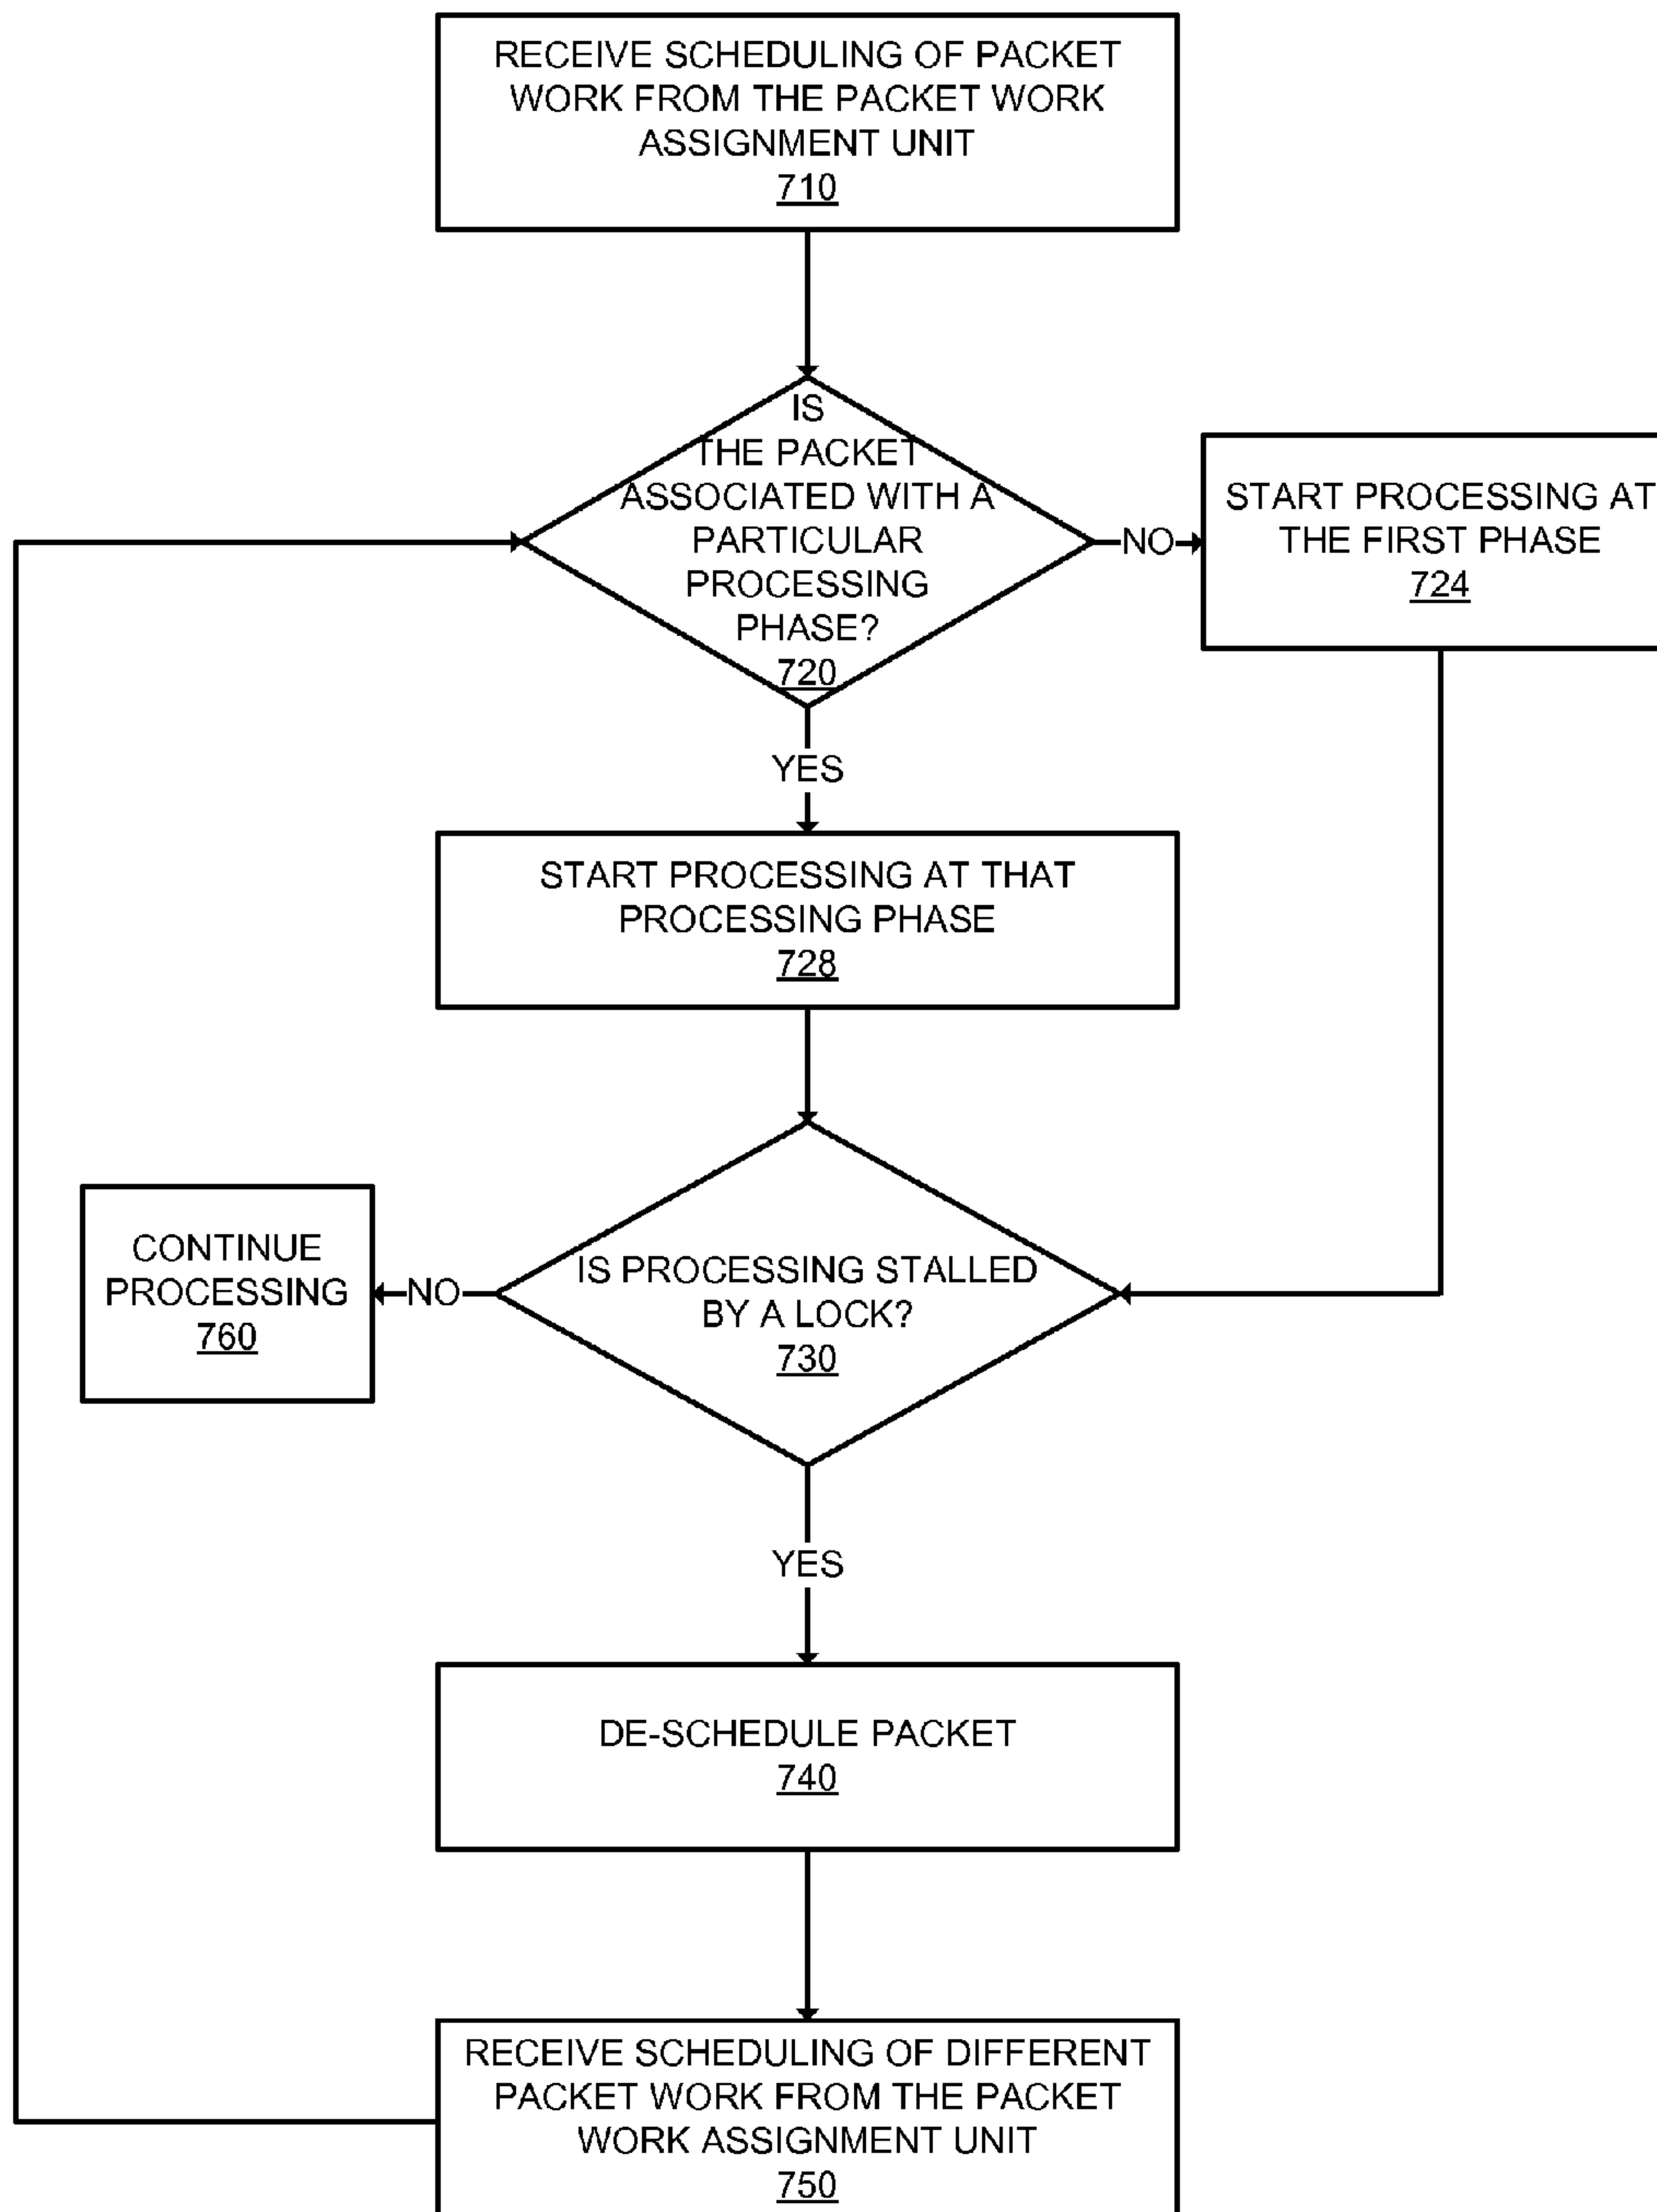 RECEIVE SCHEDULING OF PACKET
WORK FROM THE PACKET WORK
ASSIGNMENT UNIT
710
IS
THE PACKET
ASSOCIATED WITH A
PARTICULAR
PROCESSING
PHASE?
720
NO
START PROCESSING AT
THE FIRST PHASE
724
YES
START PROCESSING AT THAT
PROCESSING PHASE
728
IS PROCESSING STALLED
BY A LOCK?
730
NO
CONTINUE
PROCESSING
760
YES
DE-SCHEDULE PACKET
740
RECEIVE SCHEDULING OF DIFFERENT
PACKET WORK FROM THE PACKET
WORK ASSIGNMENT UNIT
750